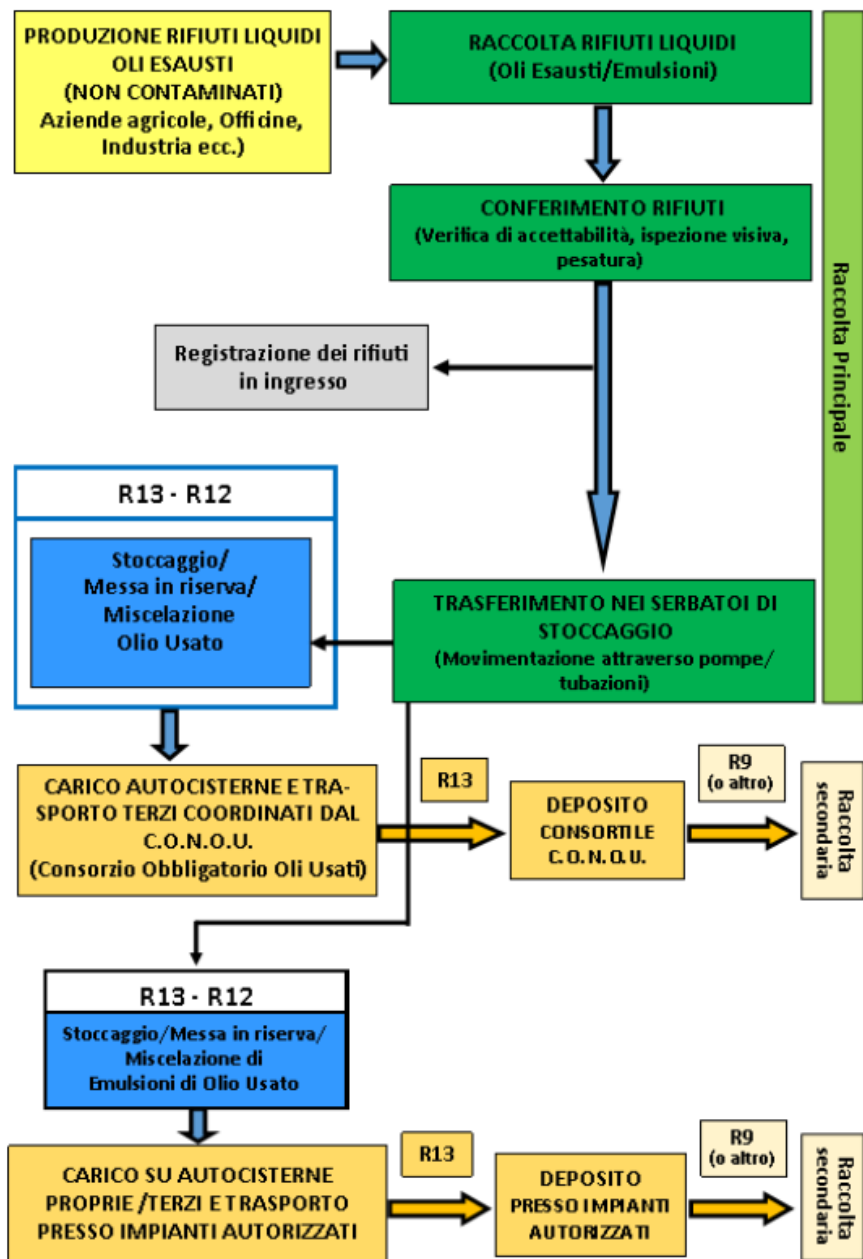 PRODUZIONE RIFIUTI LIQUIDI
OLI ESAUSTI
(NON CONTAMINATI)
Aziende agricole, Officine,
Industria ecc.)
RACCOLTA RIFIUTI LIQUIDI
(Oli Esausti/Emulsioni)
CONFERIMENTO RIFIUTI
(Verifica di accettabilità, ispezione visiva,
pesatura)
Raccolta Principale
Registrazione dei rifiuti
in ingresso
R13 - R12
Stoccaggio/
Messa in riserva/
Miscelazione
Olio Usato
TRASFERIMENTO NEI SERBATOI DI
STOCCAGGIO
(Movimentazione attraverso pompe/
tubazioni)
CARICO AUTOCISTERNE E TRA-
SPORTO TERZI COORDINATI DAL
C.O.N.O.U.
(Consorzio Obbligatorio Oli Usati)
R13
DEPOSITO
CONSORTILE
C.O.N.O.U.
R9
(o altro)
Raccolta
secondaria
R13 - R12
Stoccaggio/Messa in riserva/
Miscelazione di
Emulsioni di Olio Usato
CARICO SU AUTOCISTERNE
PROPRIE /TERZI E TRASPORTO
PRESSO IMPIANTI AUTORIZZATI
R13
DEPOSITO
PRESSO IMPIANTI
AUTORIZZATI
R9
(o altro)
Raccolta
secondaria